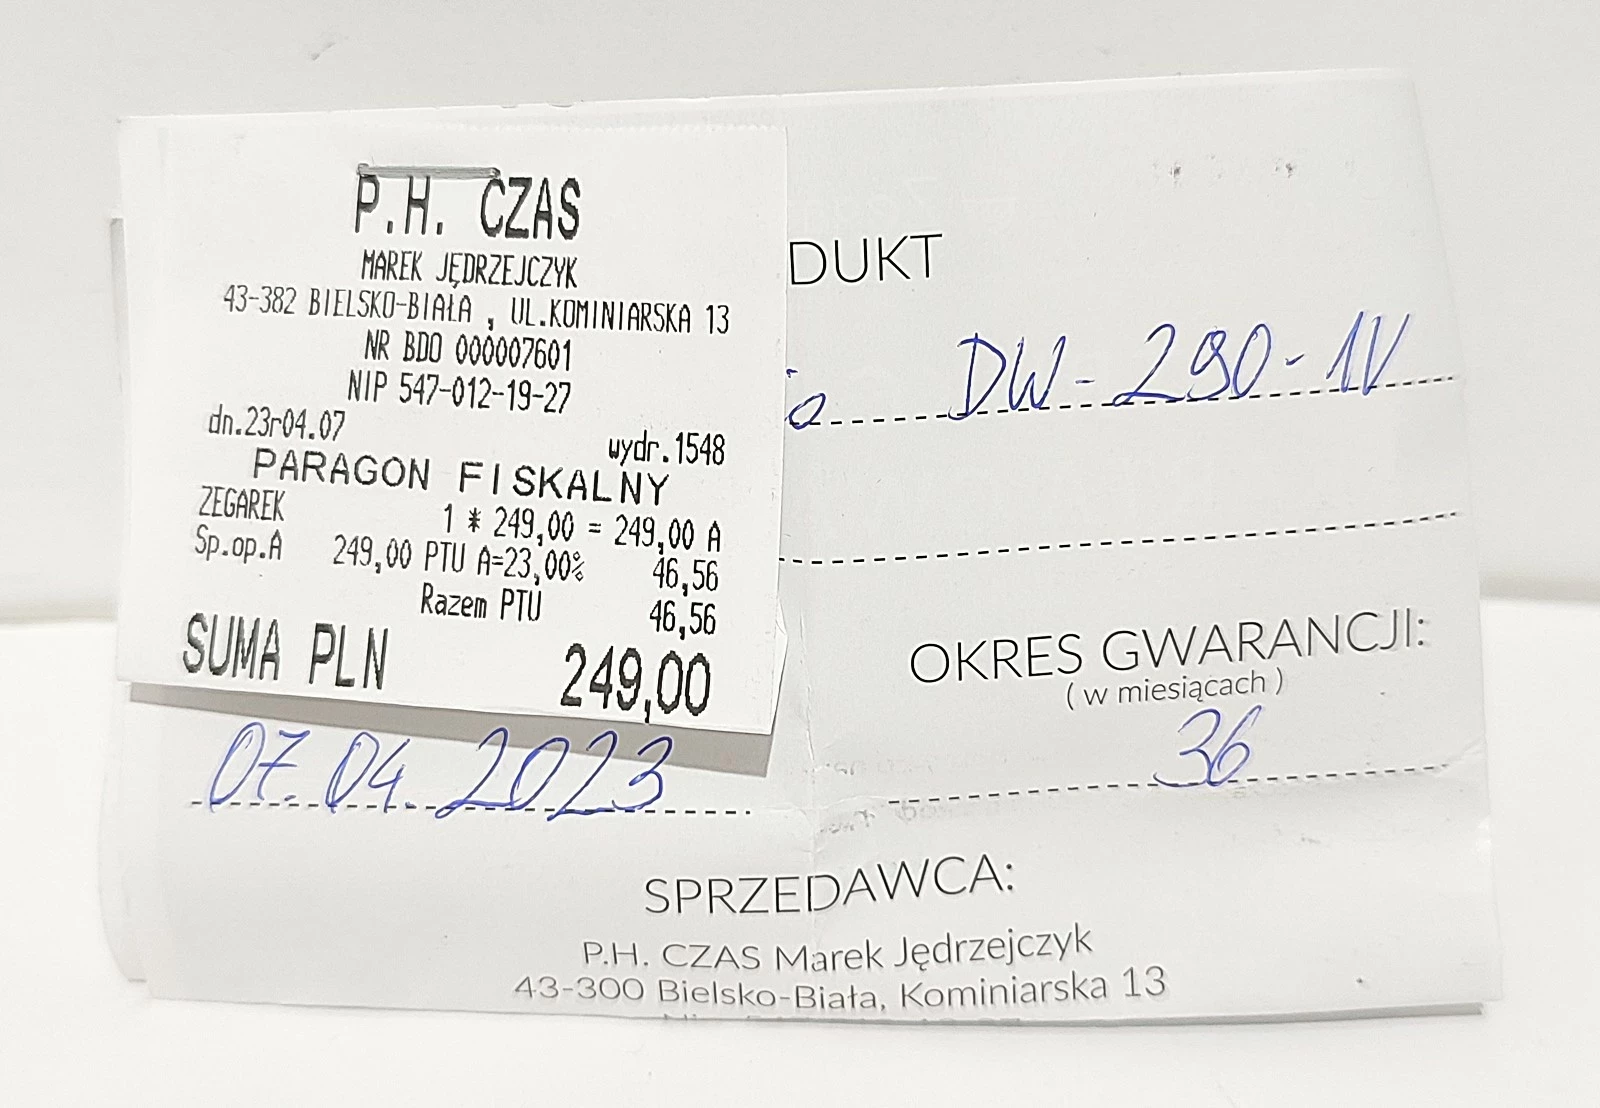 P.H. CZAS
MAREK JĘDRZEJCZYK
43-382 BIELSKO-BIAŁA , UL.KOMINIARSKA 13
NR BDO 000007601
NIP 547-012-19-27
dn.23r04.07
wydr.1548
PARAGON FISKALNY
ZEGAREK 1 * 249,00 = 249,00 A
Sp.op.A 249,00 PTU A=23,00% 46,56
Razem PTU 46,56
SUMA PLN 249,00
DUKT
DW-290-1V
OKRES GWARANCJI:
( w miesiącach )
36
07.04.2023
SPRZEDAWCA:
P.H. CZAS Marek Jędrzejczyk
43-300 Bielsko-Biała, Kominiarska 13